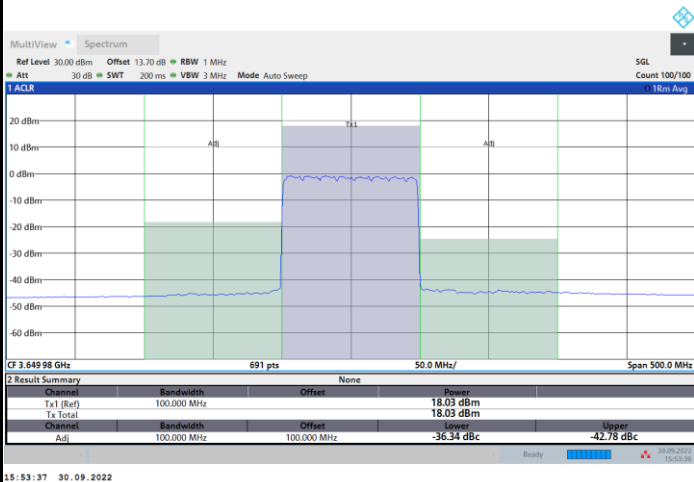 MultiView Spectrum
Ref Level 30.00 dBm Offset 13.70 dB RBW 1 MHz SGL
Att 30 dB SWT 200 ms VBW 3 MHz Mode Auto Sweep Count 100/100
1 ACLR 1Rm Avg
20 dBm
Tx1
10 dBm
Adj Adj
0 dBm
-10 dBm
-20 dBm
-30 dBm
-40 dBm
-50 dBm
-60 dBm
CF 3.649 98 GHz 691 pts 50.0 MHz/ Span 500.0 MHz
2 Result Summary None
Channel Bandwidth Offset Power
Tx1 (Ref) 100.000 MHz 18.03 dBm
Tx Total 18.03 dBm
Channel Bandwidth Offset Lower Upper
Adj 100.000 MHz 100.000 MHz -36.34 dBc -42.78 dBc
Ready 30.09.2022
15:53:36
15:53:37 30.09.2022